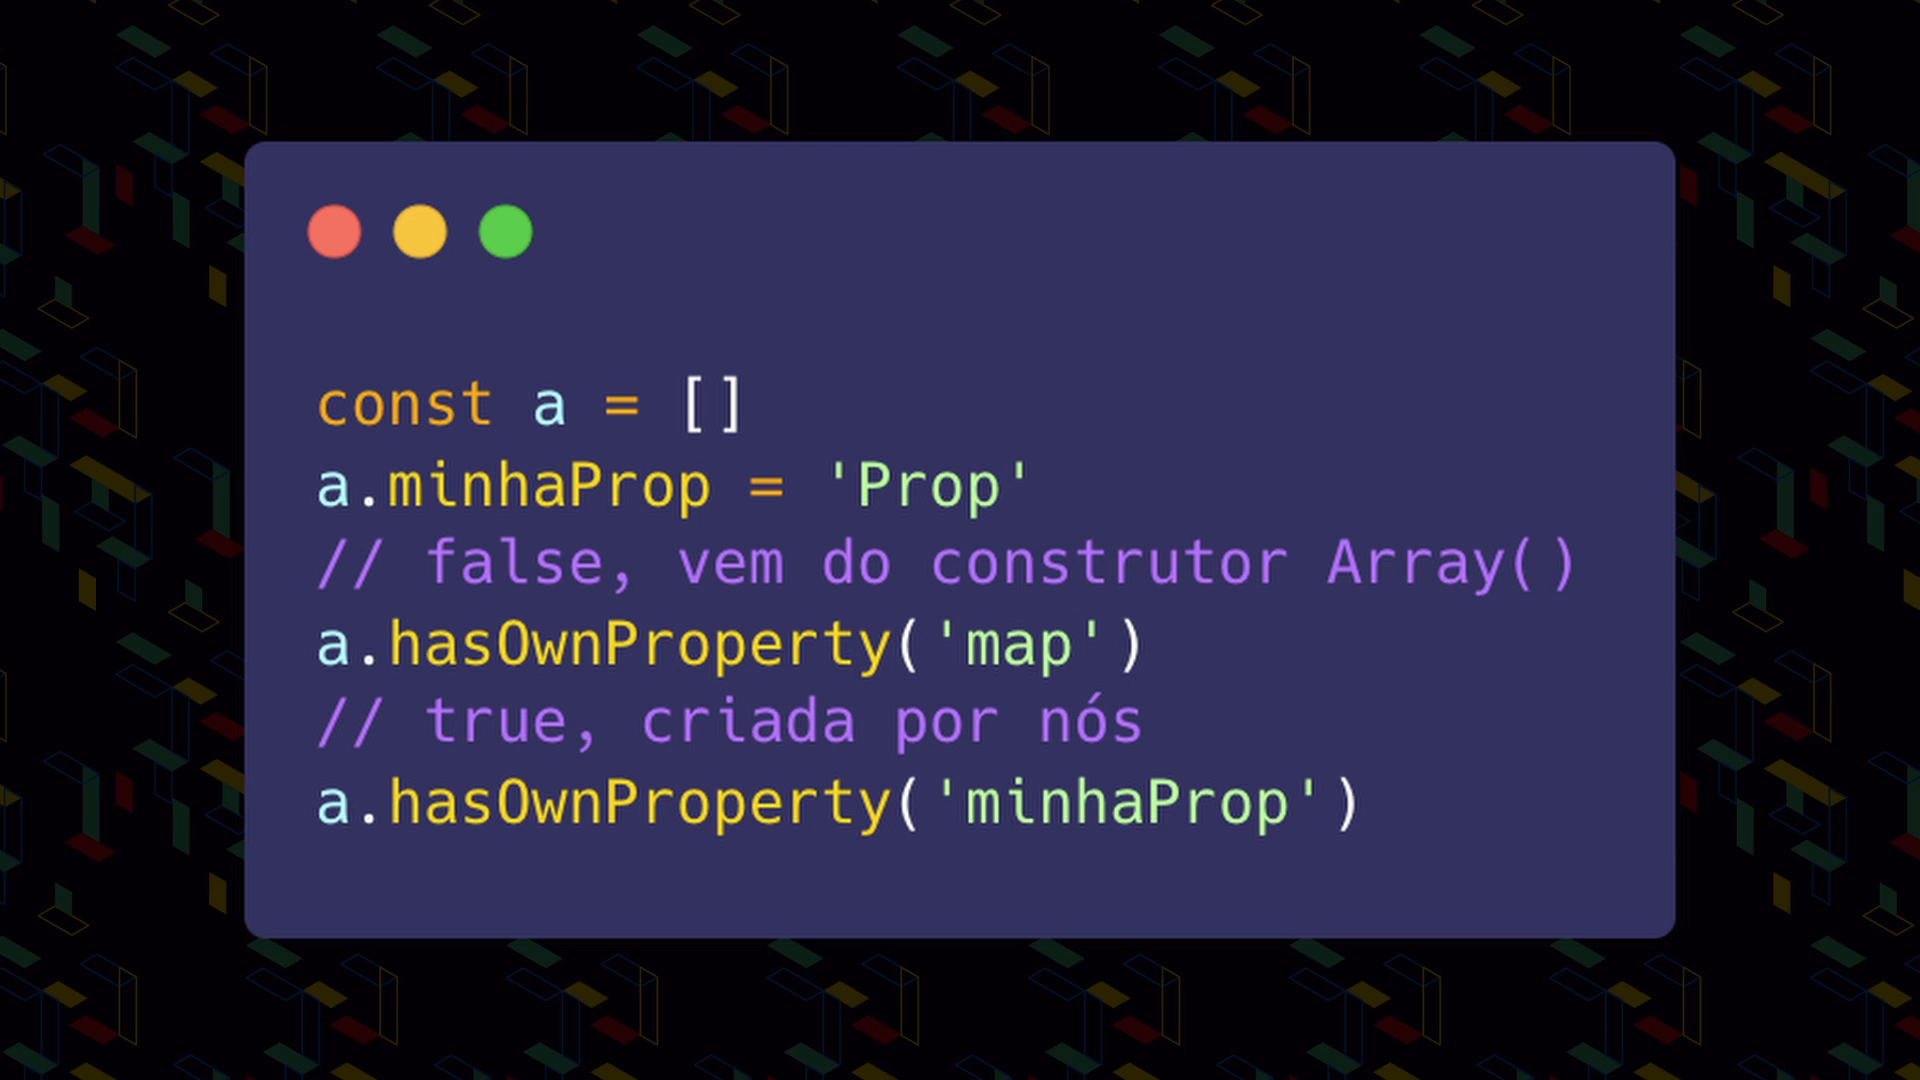 const a = []
a.minhaProp = 'Prop'
// false, vem do construtor Array()
a.hasOwnProperty('map')
// true, criada por nós
a.hasOwnProperty('minhaProp')